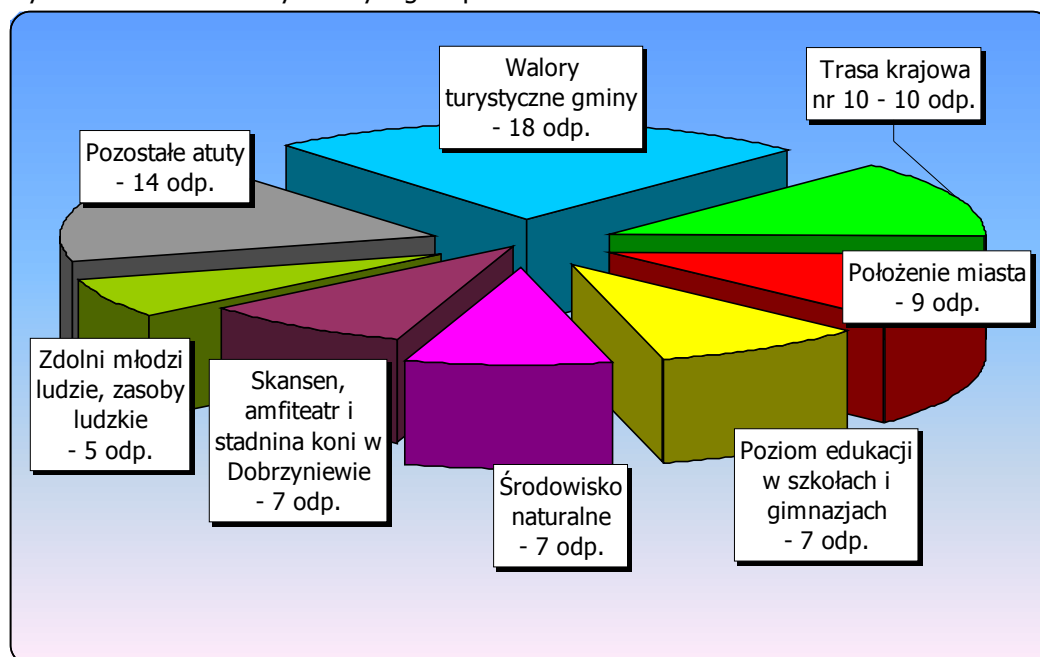 Walory
turystyczne gminy
- 18 odp.
Trasa krajowa
nr 10 - 10 odp.
Pozostałe atuty
- 14 odp.
Położenie miasta
- 9 odp.
Zdolni młodzi
ludzie, zasoby
ludzkie
- 5 odp.
Skansen,
amfiteatr i
stadnina koni w
Dobrzyniewie
- 7 odp.
Środowisko
naturalne
- 7 odp.
Poziom edukacji
w szkołach i
gimnazjach
- 7 odp.